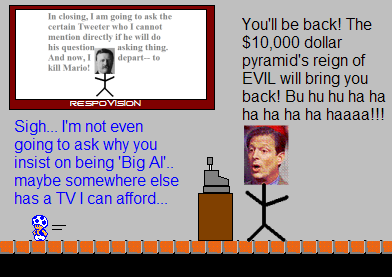 In closing, I am going to ask the
certain Tweeter who I cannot
mention directly if he will do
his question asking thing.
And now, I depart-- to
kill Mario!
RESPOVISION
You'll be back! The
$10,000 dollar
pyramid's reign of
EVIL will bring you
back! Bu hu hu ha ha
ha ha ha ha haaaa!!!
Sigh... I'm not even
going to ask why you
insist on being 'Big Al'..
maybe somewhere else
has a TV I can afford...